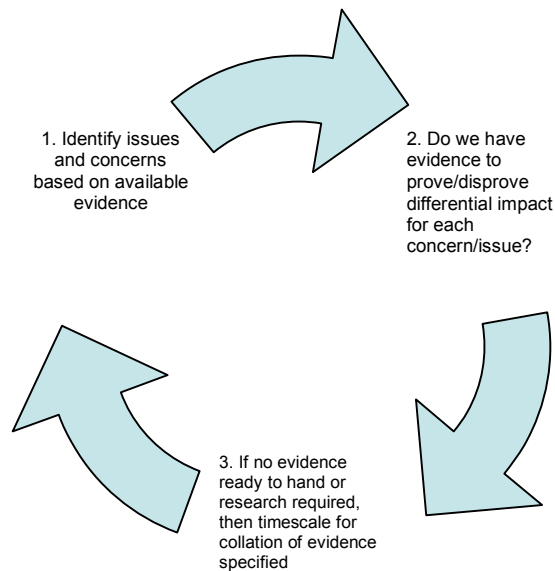 1. Identify issues
and concerns
based on available
evidence
2. Do we have
evidence to
prove/disprove
differential impact
for each
concern/issue?
3. If no evidence
ready to hand or
research required,
then timescale for
collation of evidence
specified